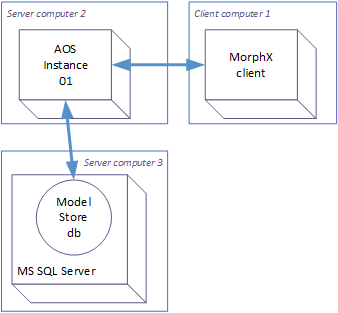 Server computer 2
Client computer 1
AOS
Instance
01
MorphX
client
Server computer 3
Model
Store
db
MS SQL Server